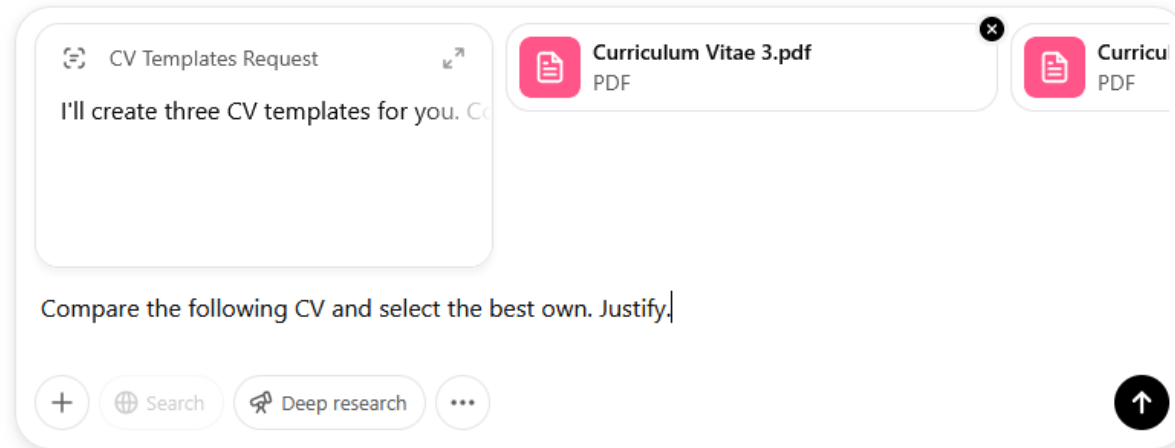 CV Templates Request
I'll create three CV templates for you.
Curriculum Vitae 3.pdf
PDF
PDF
Compare the following CV and select the best own. Justify.
Search
Deep research